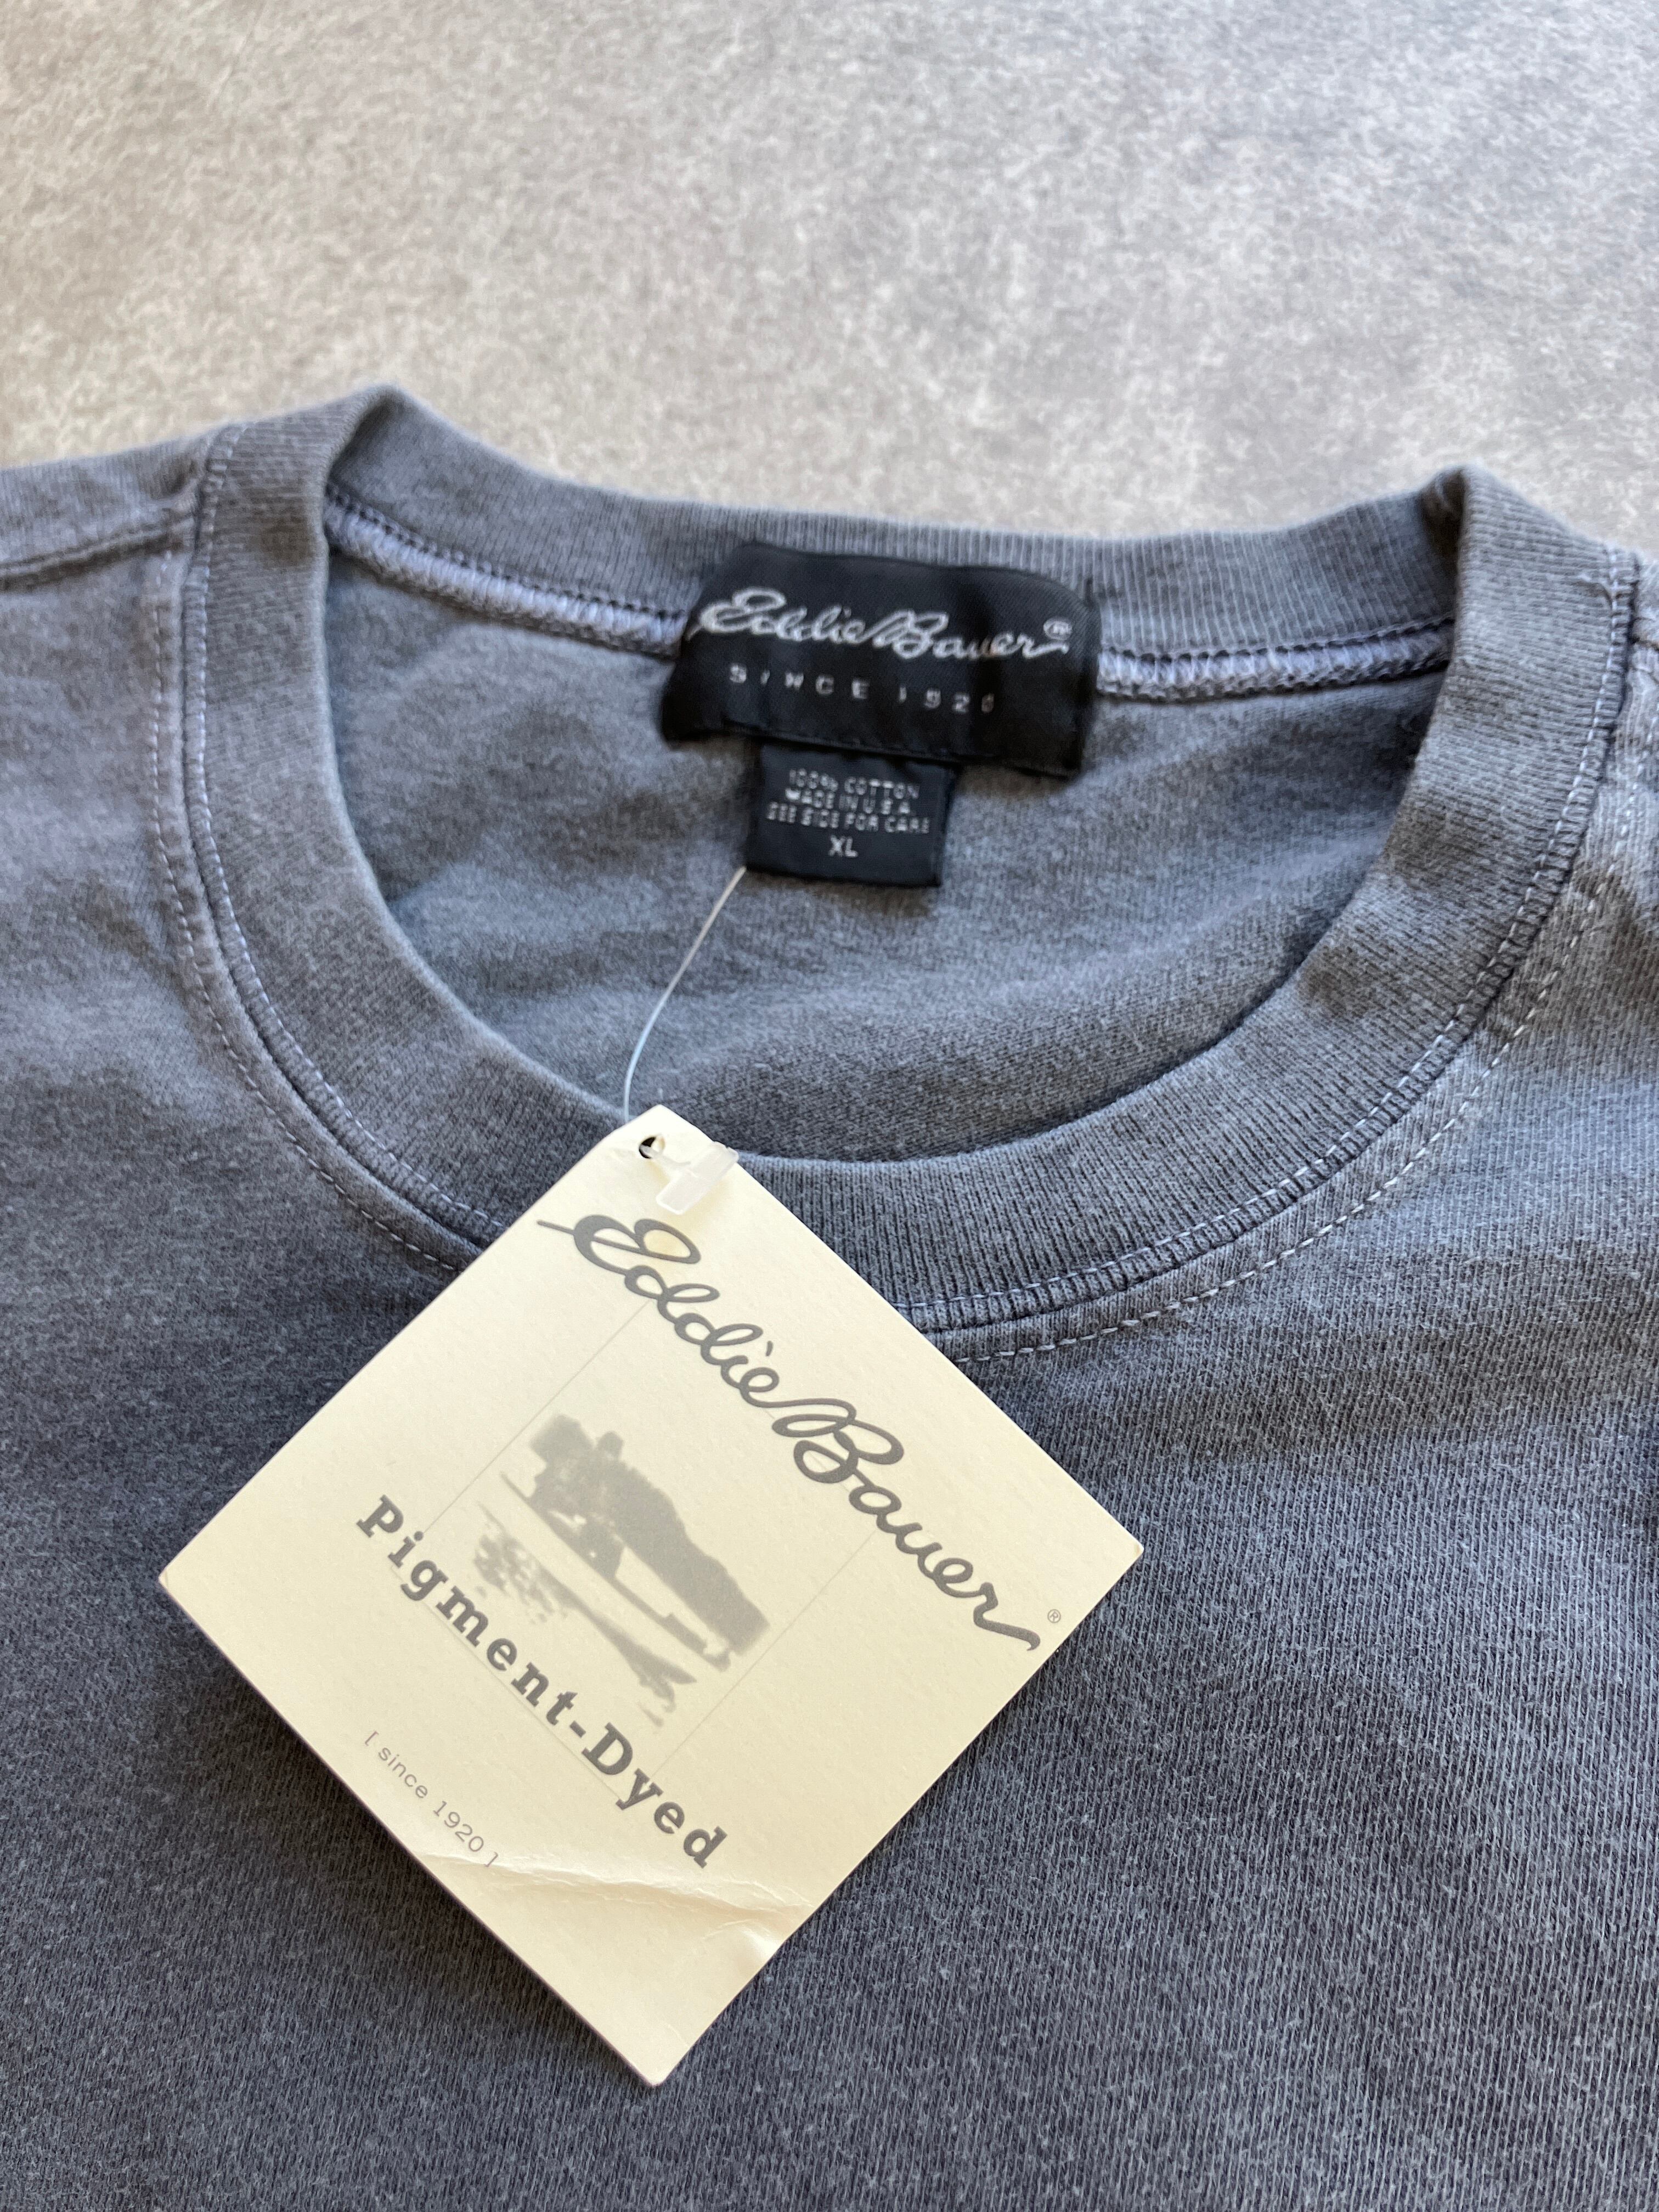 Eddie Bauer®
SINCE 1920
100% COTTON
MADE IN U.S.A
SEE SIDE FOR CARE
XL
Eddie Bauer®
Pigment-Dyed
[ since 1920 ]